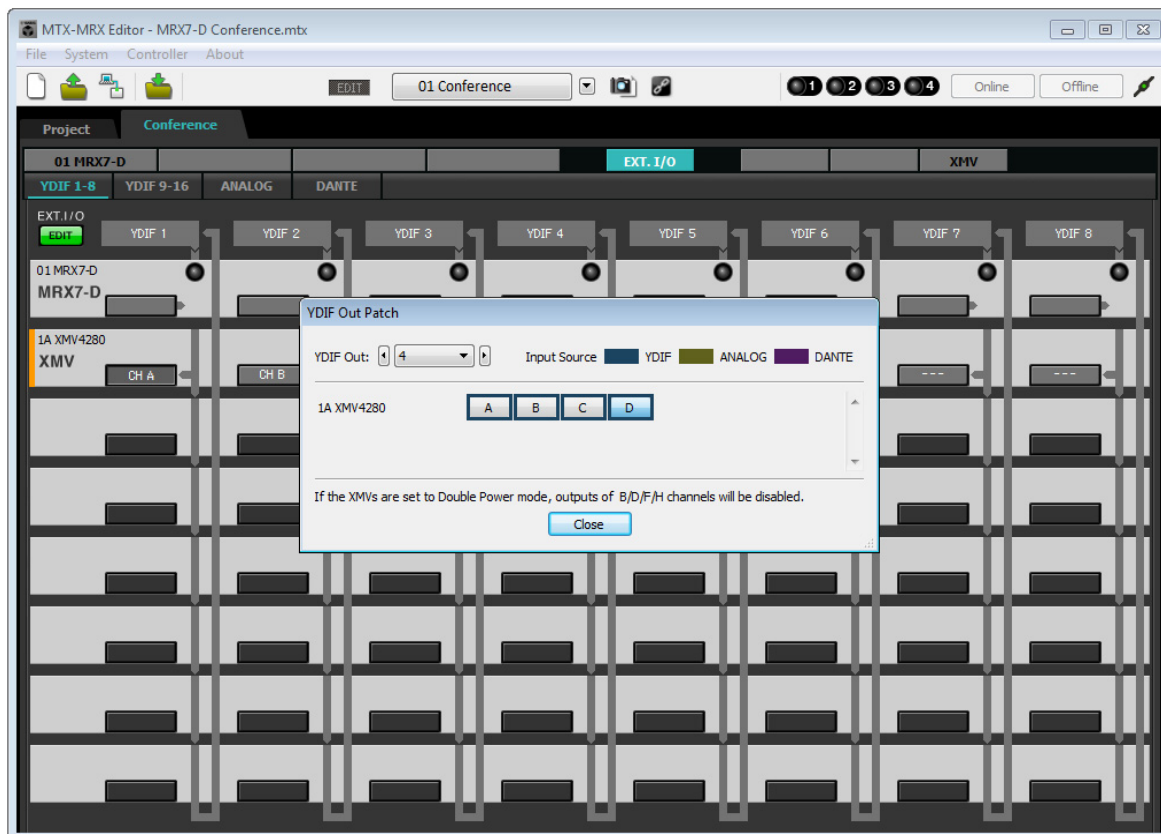 MTX-MRX Editor - MRX7-D Conference.mtx
File System Controller About
EDIT 01 Conference 1 2 3 4 Online Offline
Project Conference
01 MRX7-D EXT. I/O XMV
YDIF 1-8 YDIF 9-16 ANALOG DANTE
EXT.I/O
EDIT YDIF 1 YDIF 2 YDIF 3 YDIF 4 YDIF 5 YDIF 6 YDIF 7 YDIF 8
01 MRX7-D
MRX7-D
YDIF Out Patch
1A XMV4280
XMV
CH A CH B --- ---
YDIF Out: 4 Input Source YDIF ANALOG DANTE
1A XMV4280 A B C D
If the XMVs are set to Double Power mode, outputs of B/D/F/H channels will be disabled.
Close